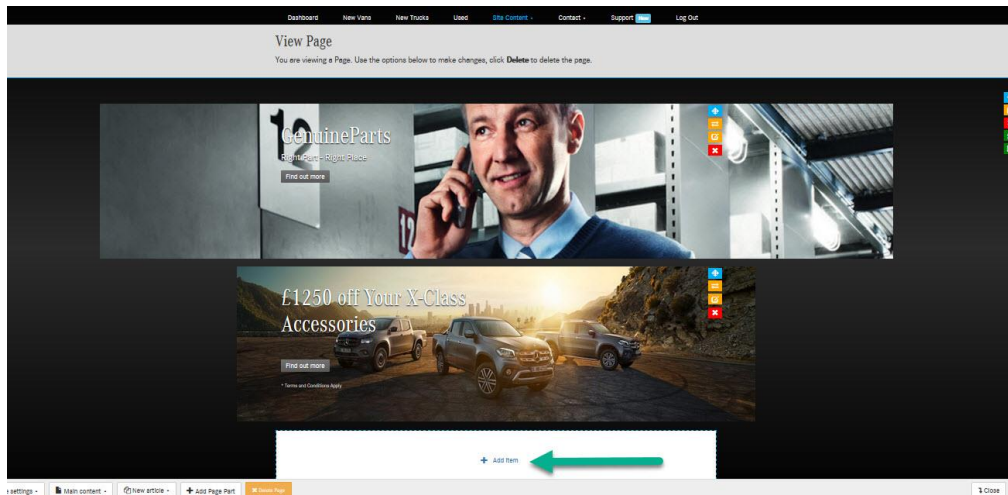 Dashboard New Vans New Trucks Used Site Content Contact Support New Log Out
View Page
You are viewing a Page. Use the options below to make changes, click Delete to delete the page.
12
GenuineParts
Right Part - Right Place
Find out more
12
£1250 off Your X-Class
Accessories
Find out more
* Terms and Conditions Apply
+ Add Item
settings Main content New article + Add Page Part Delete Page Close